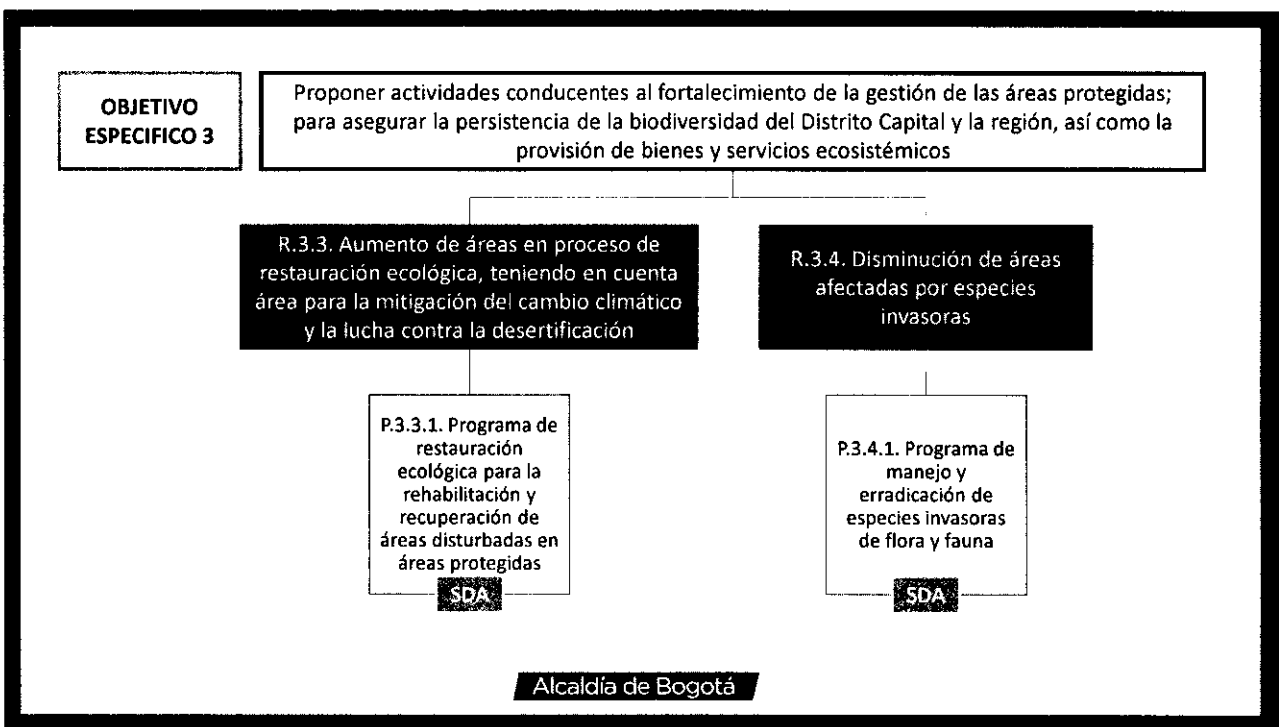 OBJETIVO
ESPECIFICO 3
Proponer actividades conducentes al fortalecimiento de la gestión de las áreas protegidas;
para asegurar la persistencia de la biodiversidad del Distrito Capital y la región, así como la
provisión de bienes y servicios ecosistémicos
R.3.3. Aumento de áreas en proceso de
restauración ecológica, teniendo en cuenta
área para la mitigación del cambio climático
y la lucha contra la desertificación
R.3.4. Disminución de áreas
afectadas por especies
invasoras
P.3.3.1. Programa de
restauración
ecológica para la
rehabilitación y
recuperación de
áreas disturbadas en
áreas protegidas
SDA
P.3.4.1. Programa de
manejo y
erradicación de
especies invasoras
de flora y fauna
SDA
Alcaldía de Bogotá